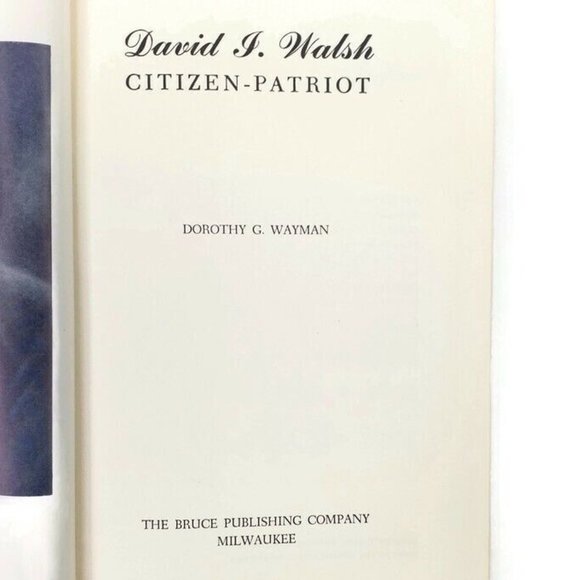 David I. Walsh
CITIZEN-PATRIOT
DOROTHY G. WAYMAN
THE BRUCE PUBLISHING COMPANY
MILWAUKEE